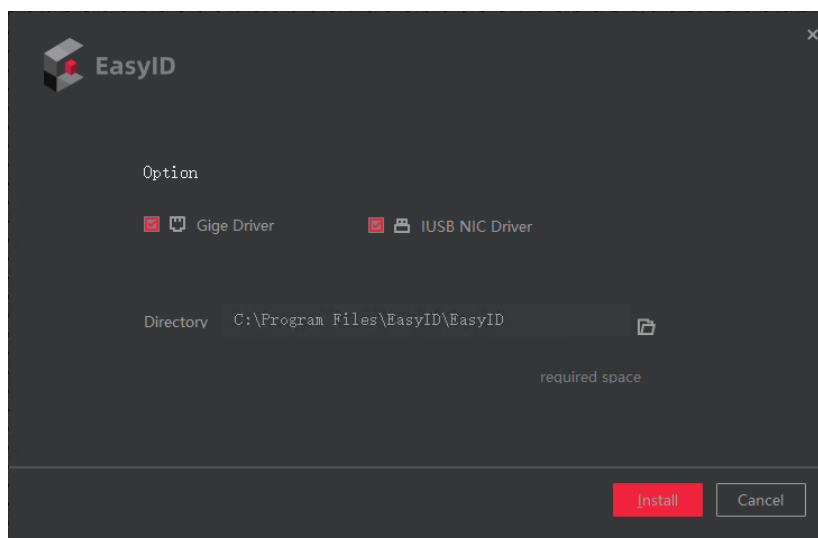 EasyID
Option
Gige Driver
IUSB NIC Driver
Directory C:\Program Files\EasyID\EasyID
required space
Install Cancel